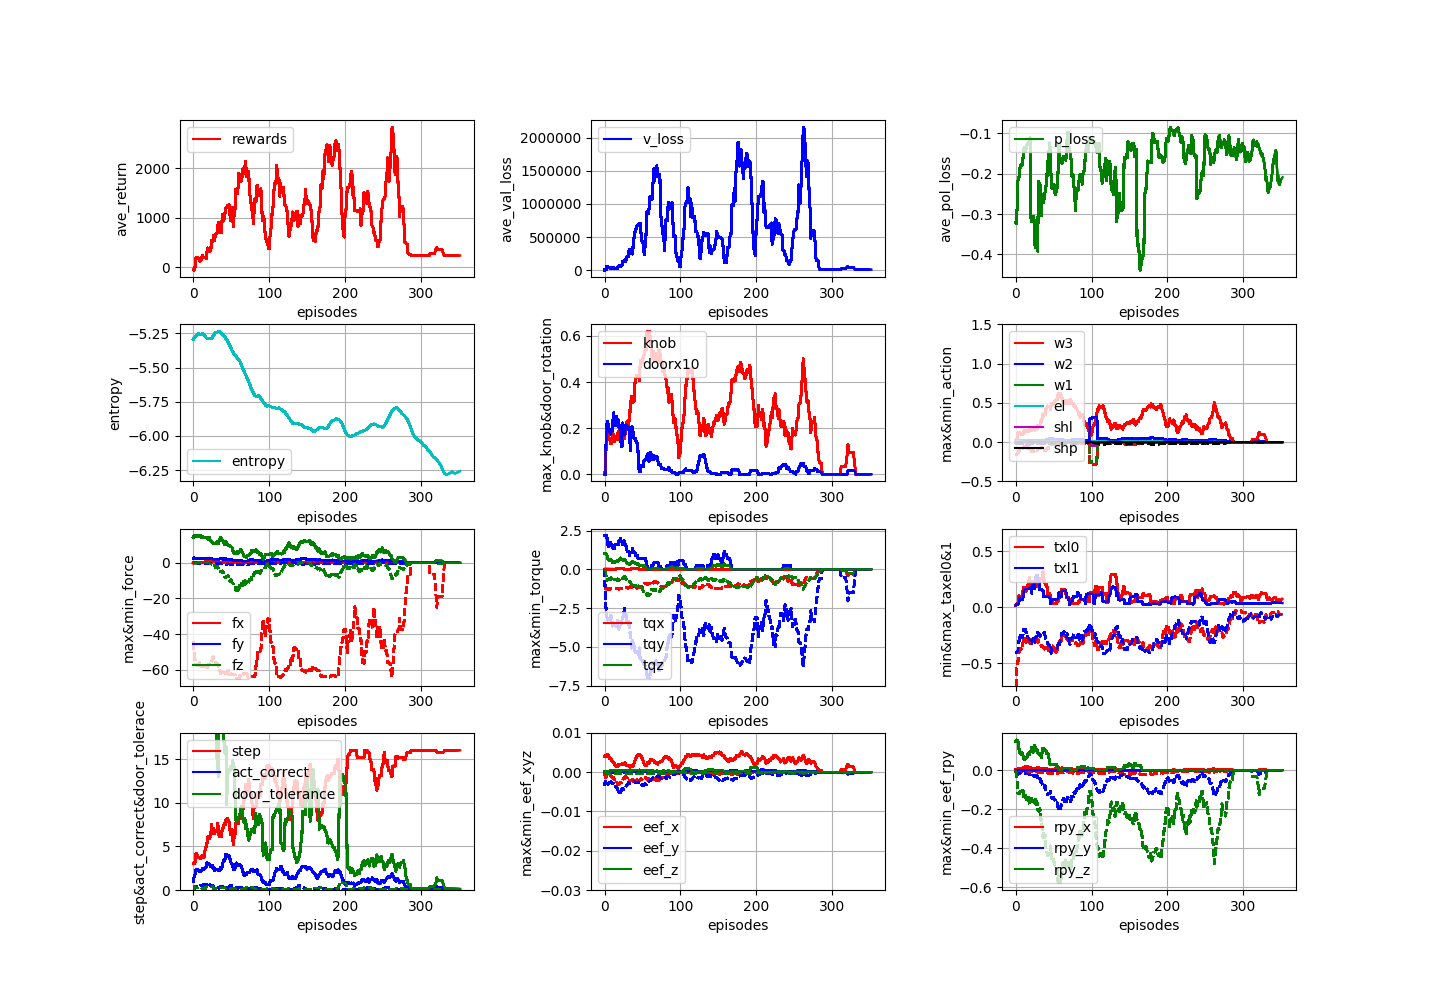 rewards
2000
1000
0
ave_return
0 100 200 300
episodes
v_loss
2000000
1500000
1000000
500000
0
ave_val_loss
0 100 200 300
episodes
p_loss
−0.1
−0.2
−0.3
−0.4
ave_pol_loss
0 100 200 300
episodes
entropy
−5.25
−5.50
−5.75
−6.00
−6.25
entropy
0 100 200 300
episodes
knob
doorx10
0.6
0.4
0.2
0.0
max_knob&door_rotation
0 100 200 300
episodes
w3
w2
w1
el
shl
shp
1.5
1.0
0.5
0.0
−0.5
max&min_action
0 100 200 300
episodes
fx
fy
fz
0
−20
−40
−60
max&min_force
0 100 200 300
episodes
tqx
tqy
tqz
2.5
0.0
−2.5
−5.0
−7.5
max&min_torque
0 100 200 300
episodes
txl0
txl1
0.5
0.0
−0.5
min&max_taxel0&1
0 100 200 300
episodes
step
act_correct
door_tolerance
15
10
5
0
step&act_correct&door_tolerace
0 100 200 300
episodes
eef_x
eef_y
eef_z
0.01
0.00
−0.01
−0.02
−0.03
max&min_eef_xyz
0 100 200 300
episodes
rpy_x
rpy_y
rpy_z
0.0
−0.2
−0.4
−0.6
max&min_eef_rpy
0 100 200 300
episodes